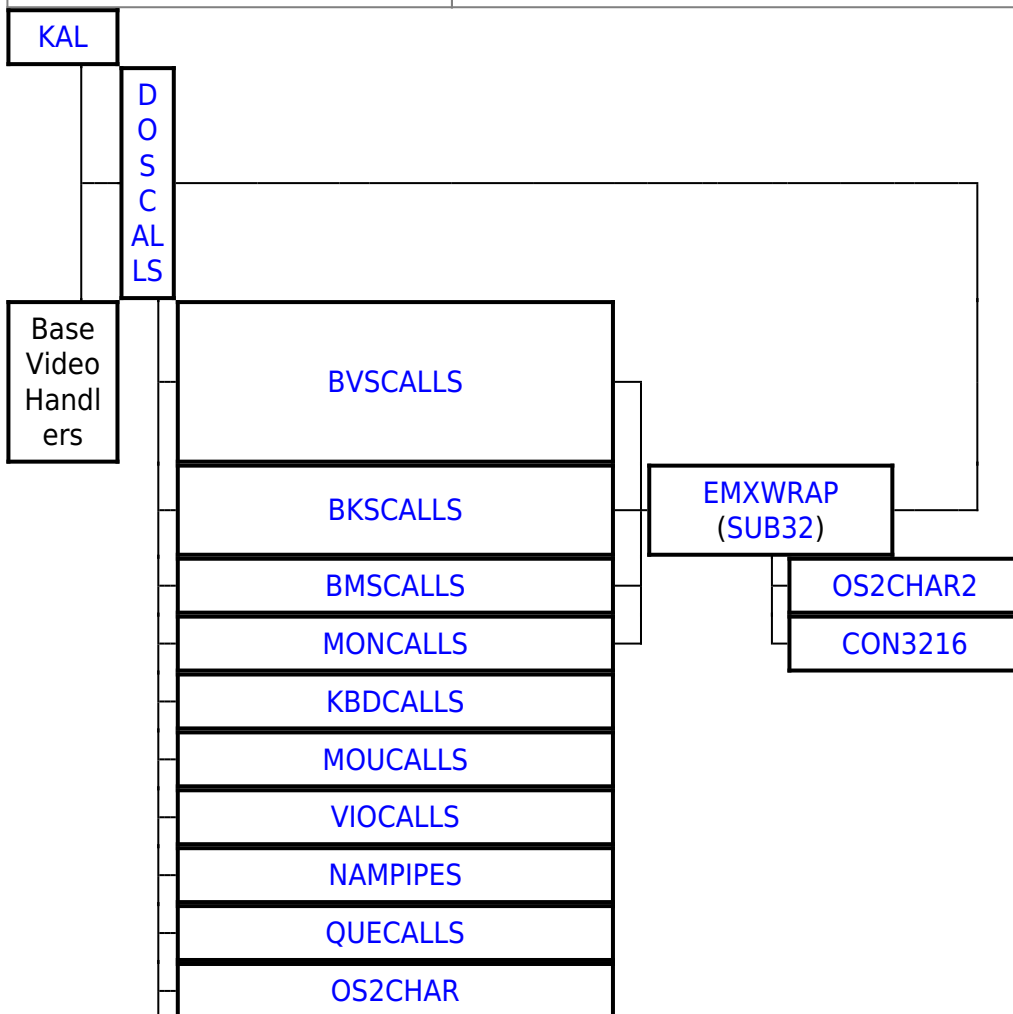 KAL
D
O
S
C
AL
LS
Base
Video
Handl
ers
BVSCALLS
BKSCALLS
EMXWRAP
(SUB32)
BMSCALLS
OS2CHAR2
MONCALLS
CON3216
KBDCALLS
MOUCALLS
VIOCALLS
NAMPIPES
QUECALLS
OS2CHAR